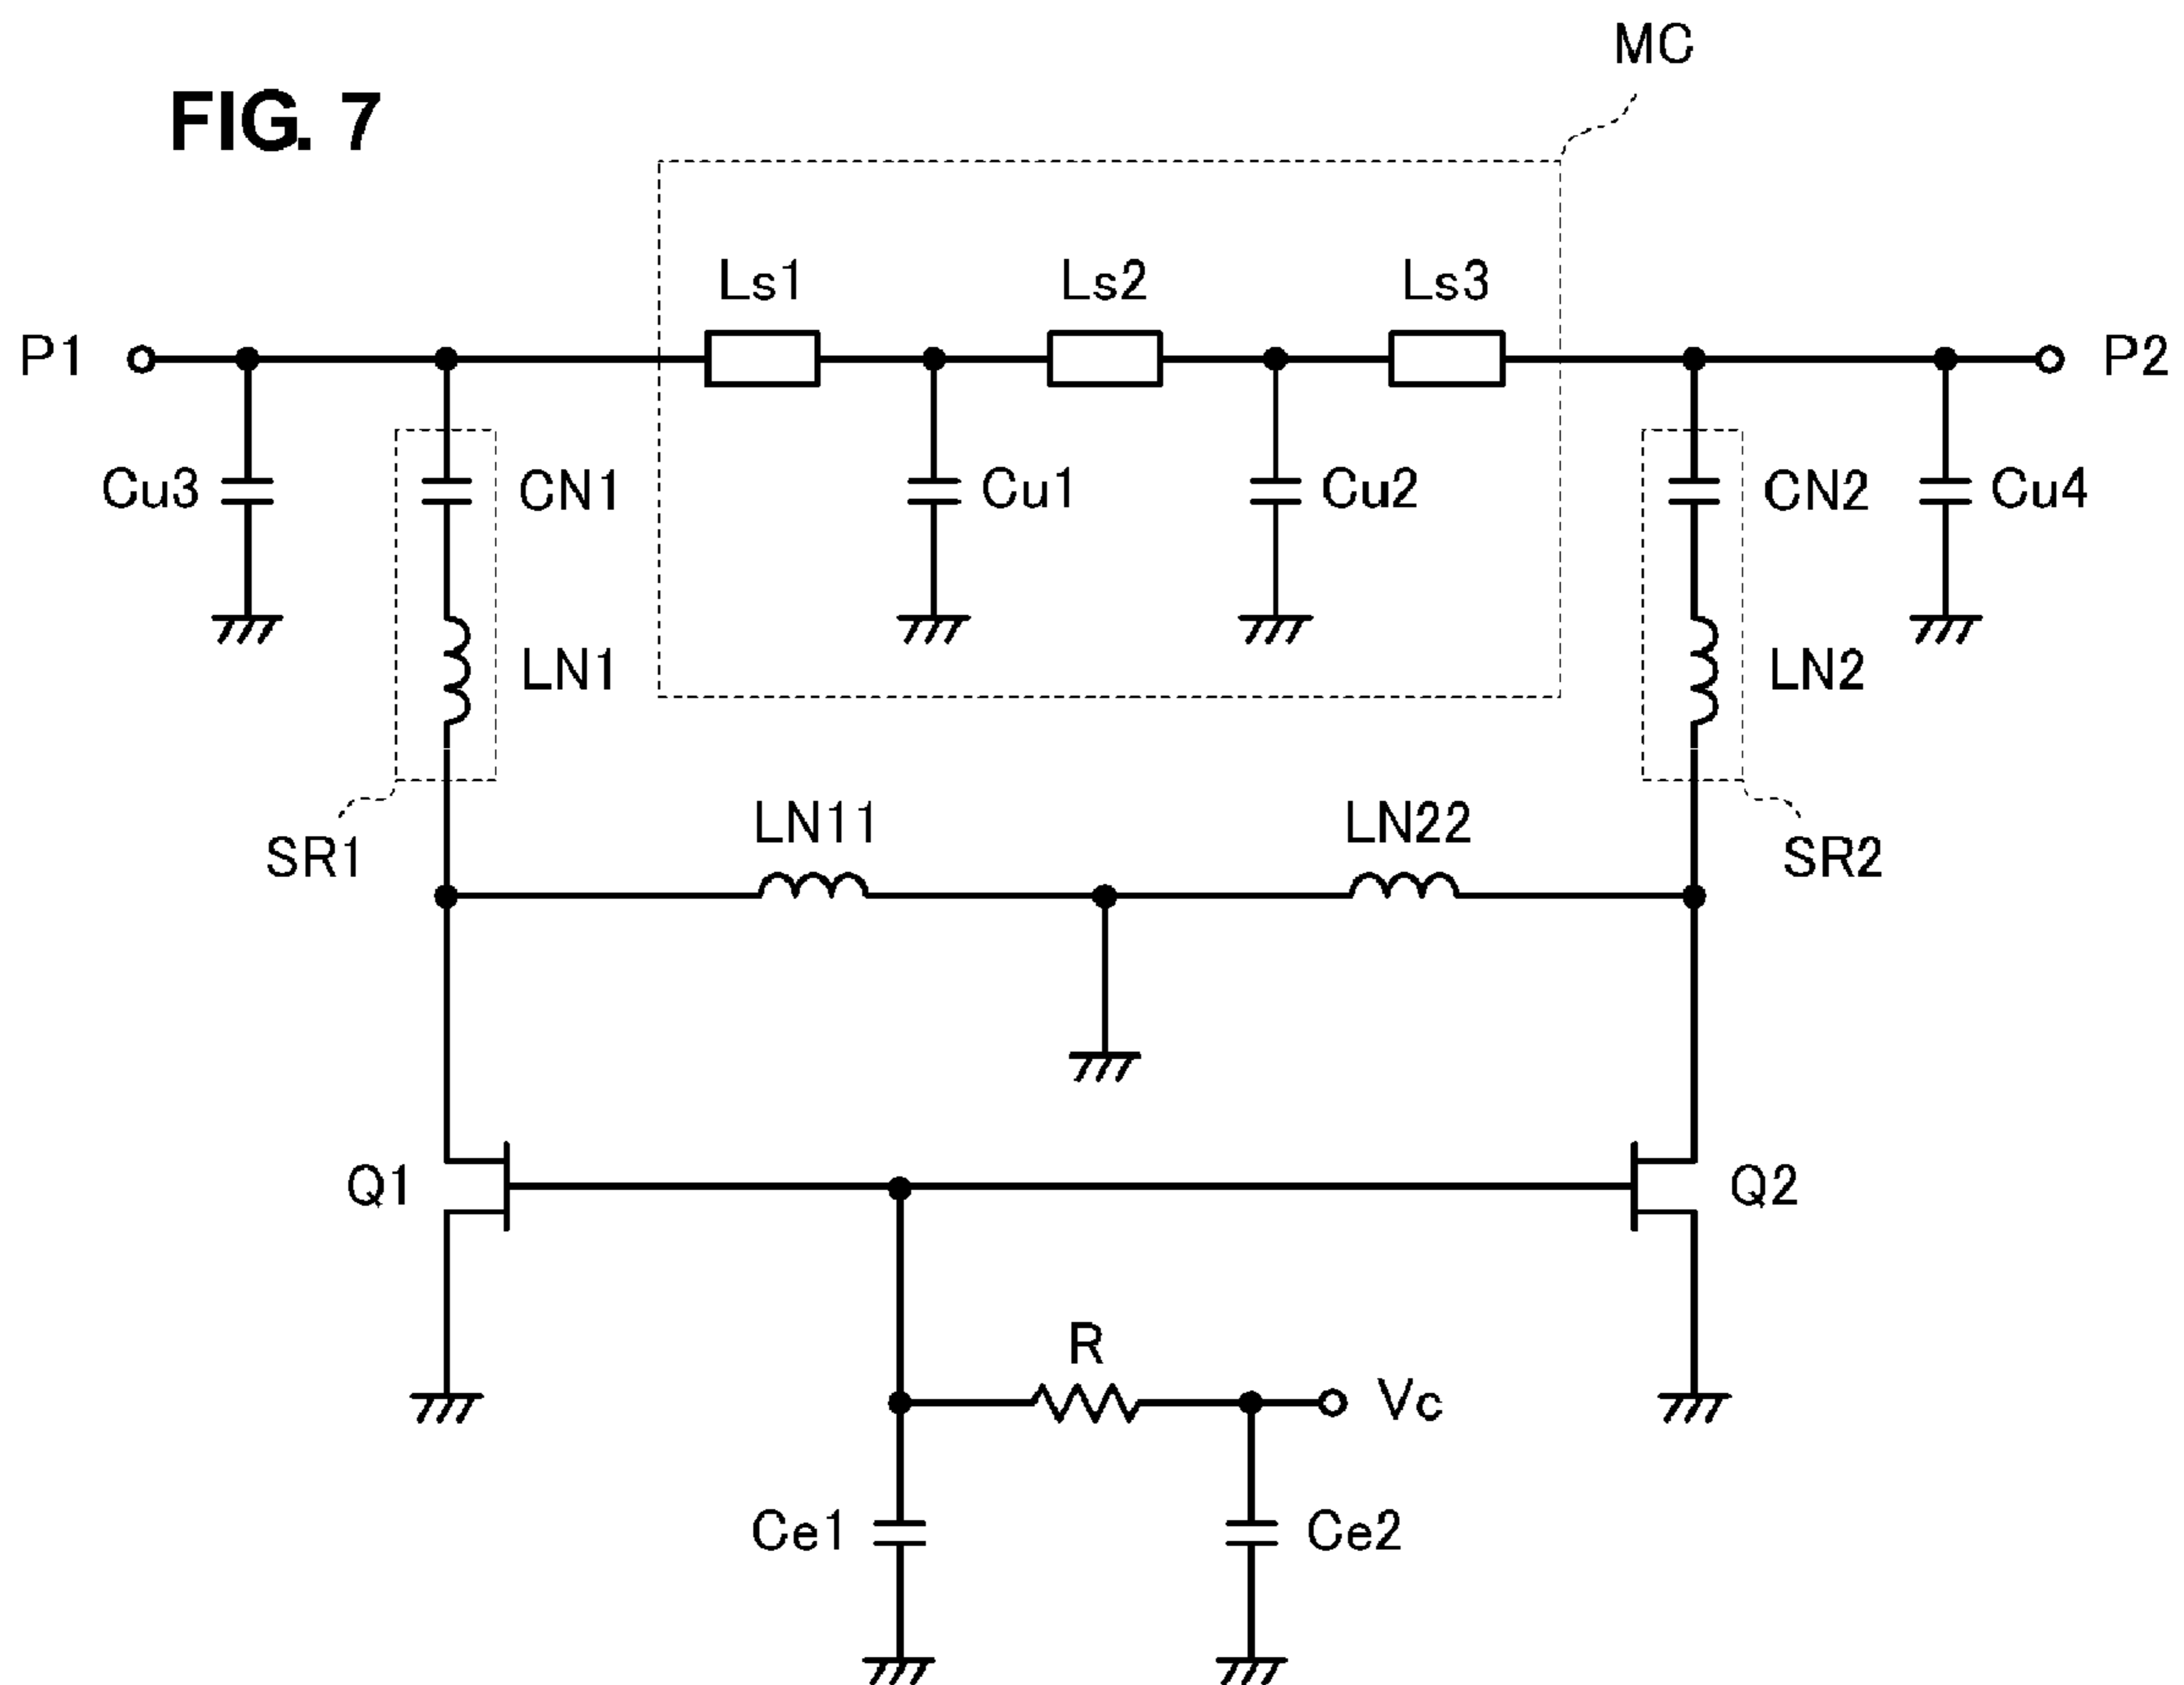 MC
FIG. 7
Ls1
Ls2
Ls3
P1
P2
Cu3
CN1
Cu1
Cu2
CN2
Cu4
LN1
LN2
LN11
LN22
SR1
SR2
Q1
Q2
R
Vc
Ce1
Ce2